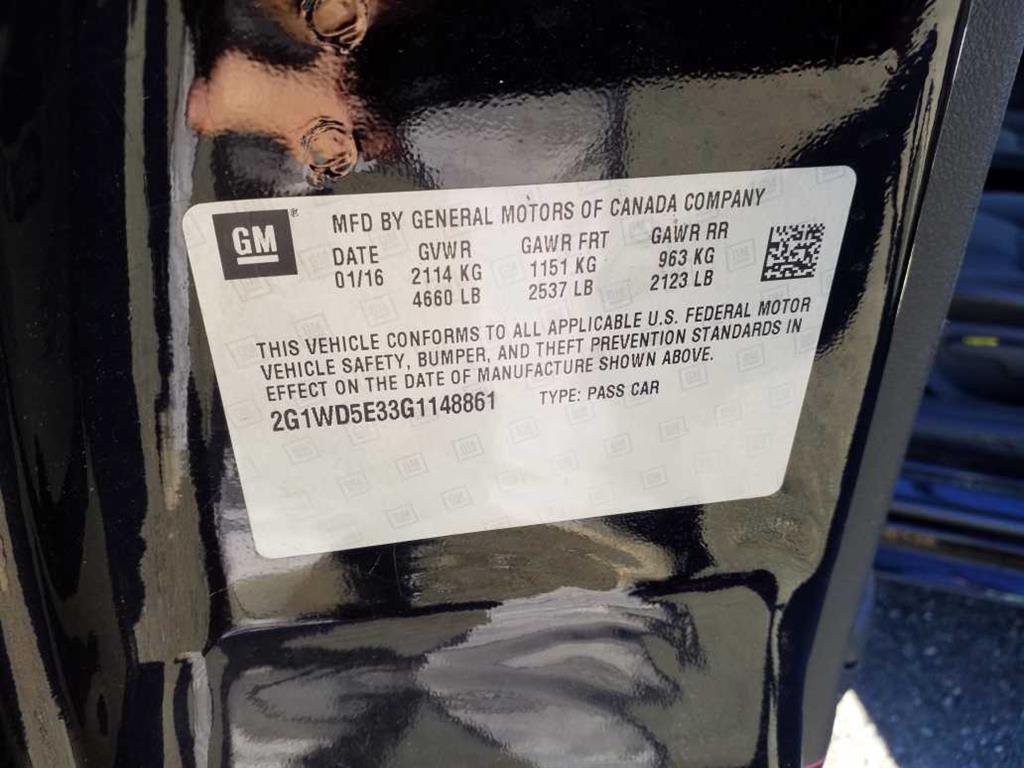 GM
MFD BY GENERAL MOTORS OF CANADA COMPANY
DATE GVWR GAWR FRT GAWR RR
01/16 2114 KG 1151 KG 963 KG
4660 LB 2537 LB 2123 LB
THIS VEHICLE CONFORMS TO ALL APPLICABLE U.S. FEDERAL MOTOR
VEHICLE SAFETY, BUMPER, AND THEFT PREVENTION STANDARDS IN
EFFECT ON THE DATE OF MANUFACTURE SHOWN ABOVE.
2G1WD5E33G1148861 TYPE: PASS CAR